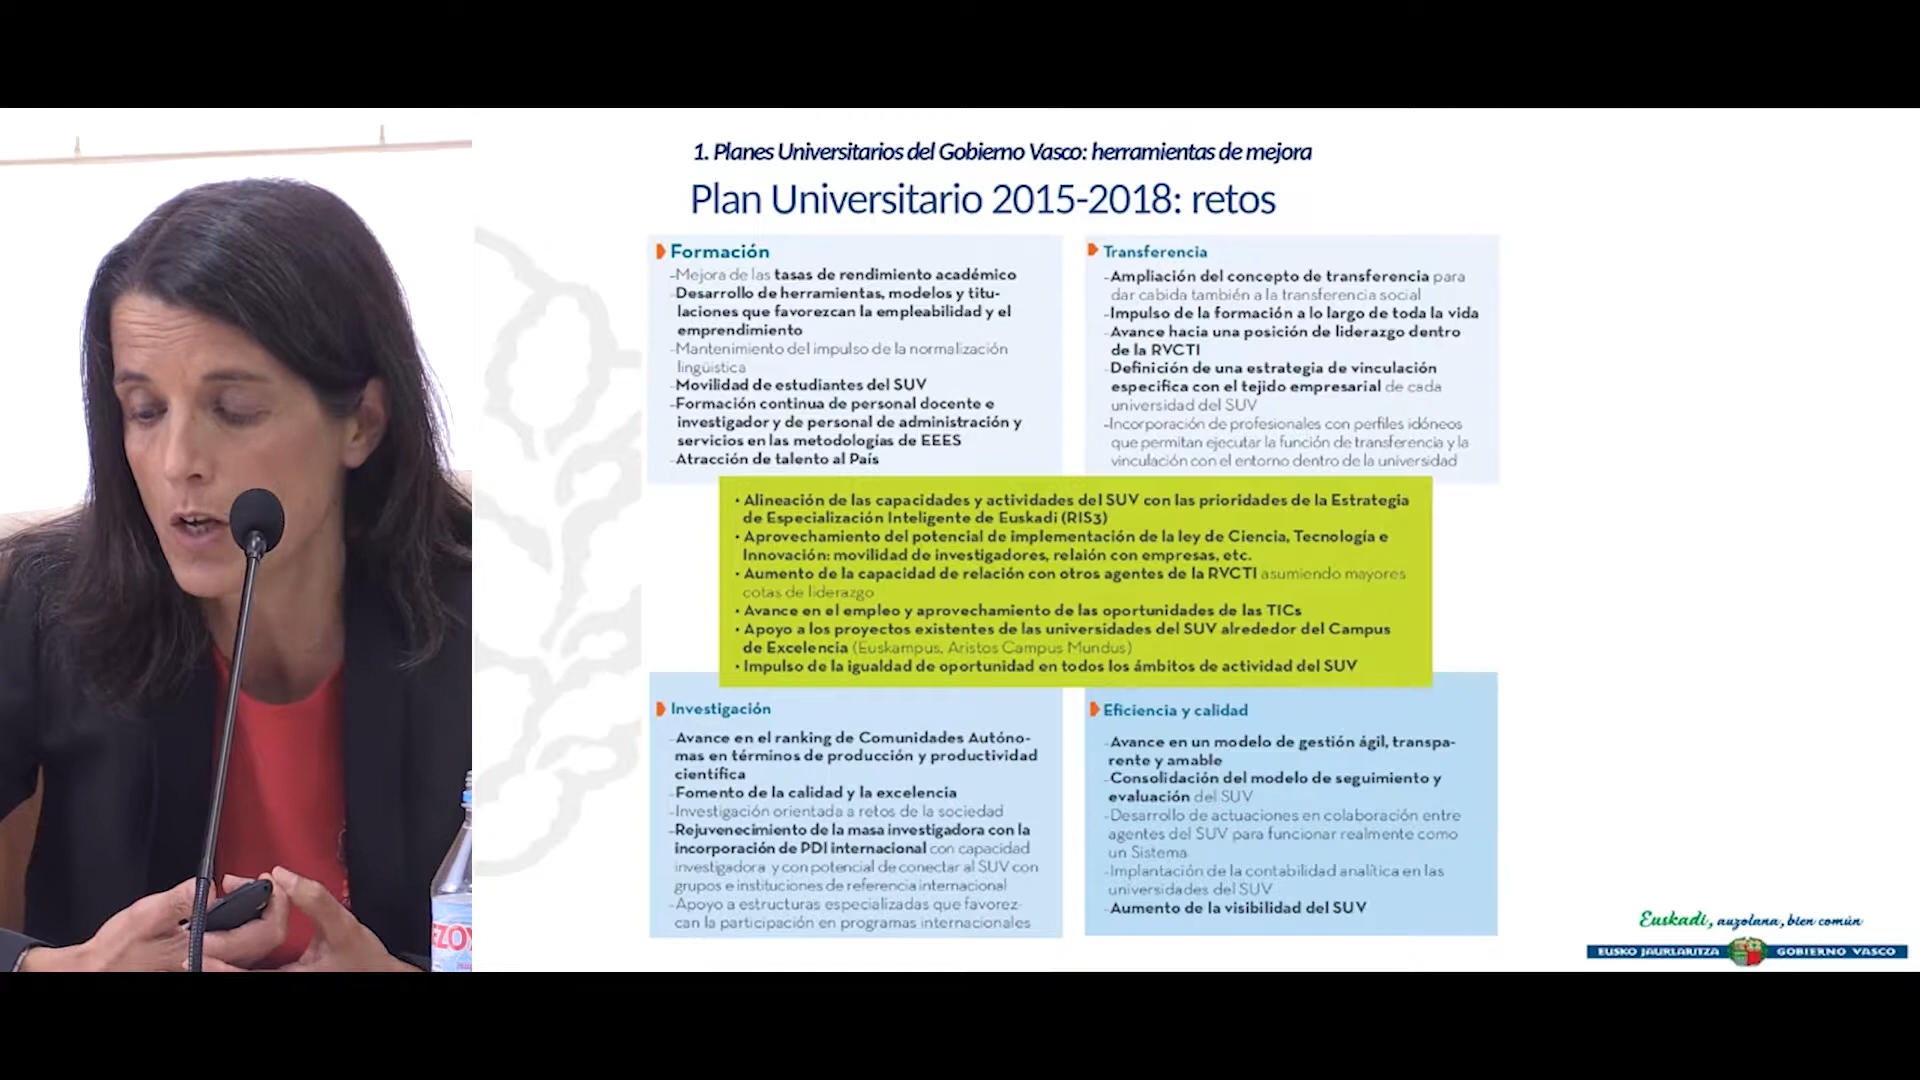 1. Planes Universitarios del Gobierno Vasco: herramientas de mejora
Plan Universitario 2015-2018: retos
Formación
-Mejora de las tasas de rendimiento académico
-Desarrollo de herramientas, modelos y titu-
laciones que favorezcan la empleabilidad y el
emprendimiento
-Mantenimiento del impulso de la normalización
lingüística
-Movilidad de estudiantes del SUV
-Formación continua de personal docente e
investigador y de personal de administración y
servicios en las metodologías de EEES
-Atracción de talento al País
Transferencia
-Ampliación del concepto de transferencia para
dar cabida también a la transferencia social
-Impulso de la formación a lo largo de toda la vida
-Avance hacia una posición de liderazgo dentro
de la RVCTI
-Definición de una estrategia de vinculación
especifica con el tejido empresarial de cada
universidad del SUV
-Incorporación de profesionales con perfiles idóneos
que permitan ejecutar la función de transferencia y la
vinculación con el entorno dentro de la universidad
• Alineación de las capacidades y actividades del SUV con las prioridades de la Estrategia
de Especialización Inteligente de Euskadi (RIS3)
• Aprovechamiento del potencial de implementación de la ley de Ciencia, Tecnología e
Innovación: movilidad de investigadores, relaión con empresas, etc.
• Aumento de la capacidad de relación con otros agentes de la RVCTI asumiendo mayores
cotas de liderazgo
• Avance en el empleo y aprovechamiento de las oportunidades de las TICs
• Apoyo a los proyectos existentes de las universidades del SUV alrededor del Campus
de Excelencia (Euskampus, Aristos Campus Mundus)
• Impulso de la igualdad de oportunidad en todos los ámbitos de actividad del SUV
Investigación
-Avance en el ranking de Comunidades Autóno-
mas en términos de producción y productividad
científica
-Fomento de la calidad y la excelencia
-Investigación orientada a retos de la sociedad
-Rejuvenecimiento de la masa investigadora con la
incorporación de PDI internacional con capacidad
investigadora y con potencial de conectar al SUV con
grupos e instituciones de referencia internacional
-Apoyo a estructuras especializadas que favorez-
can la participación en programas internacionales
Eficiencia y calidad
-Avance en un modelo de gestión ágil, transpa-
rente y amable
-Consolidación del modelo de seguimiento y
evaluación del SUV
-Desarrollo de actuaciones en colaboración entre
agentes del SUV para funcionar realmente como
un Sistema
-Implantación de la contabilidad analítica en las
universidades del SUV
-Aumento de la visibilidad del SUV
Euskadi, auzolana, bien común
EUSKO JAURLARITZA GOBIERNO VASCO